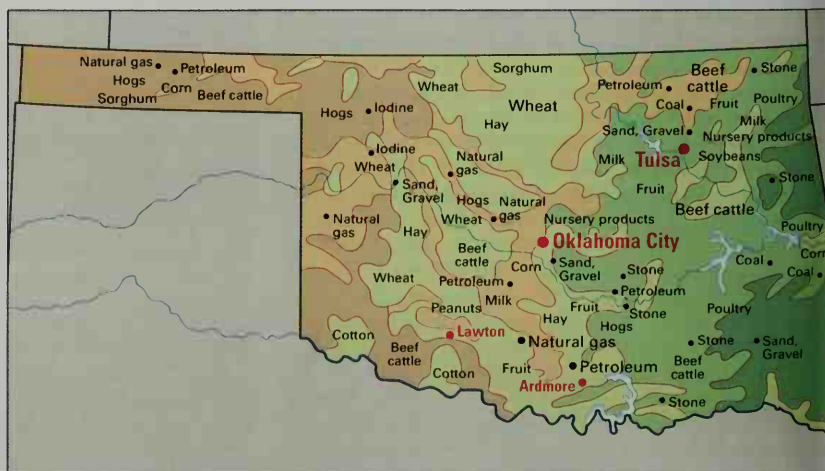 Natural gas
Petroleum
Hogs
Corn
Sorghum
Beef cattle
Hogs
Iodine
Iodine
Wheat
Sand,
Gravel
Natural
gas
Hay
Wheat
Cotton
Beef
cattle
Cotton
Sorghum
Wheat
Wheat
Hay
Natural
gas
Hogs
Natural
gas
Wheat
Beef
cattle
Petroleum
Corn
Milk
Peanuts
Lawton
Natural gas
Fruit
Petroleum
Ardmore
Hay
Nursery products
Oklahoma City
Sand,
Gravel
Stone
Petroleum
Stone
Fruit
Hogs
Petroleum
Beef
cattle
Stone
Coal
Fruit
Poultry
Milk
Sand, Gravel
Nursery products
Tulsa
Soybeans
Milk
Fruit
Stone
Beef cattle
Poultry
Coal
Corn
Coal
Poultry
Stone
Sand,
Gravel
Beef
cattle
Stone